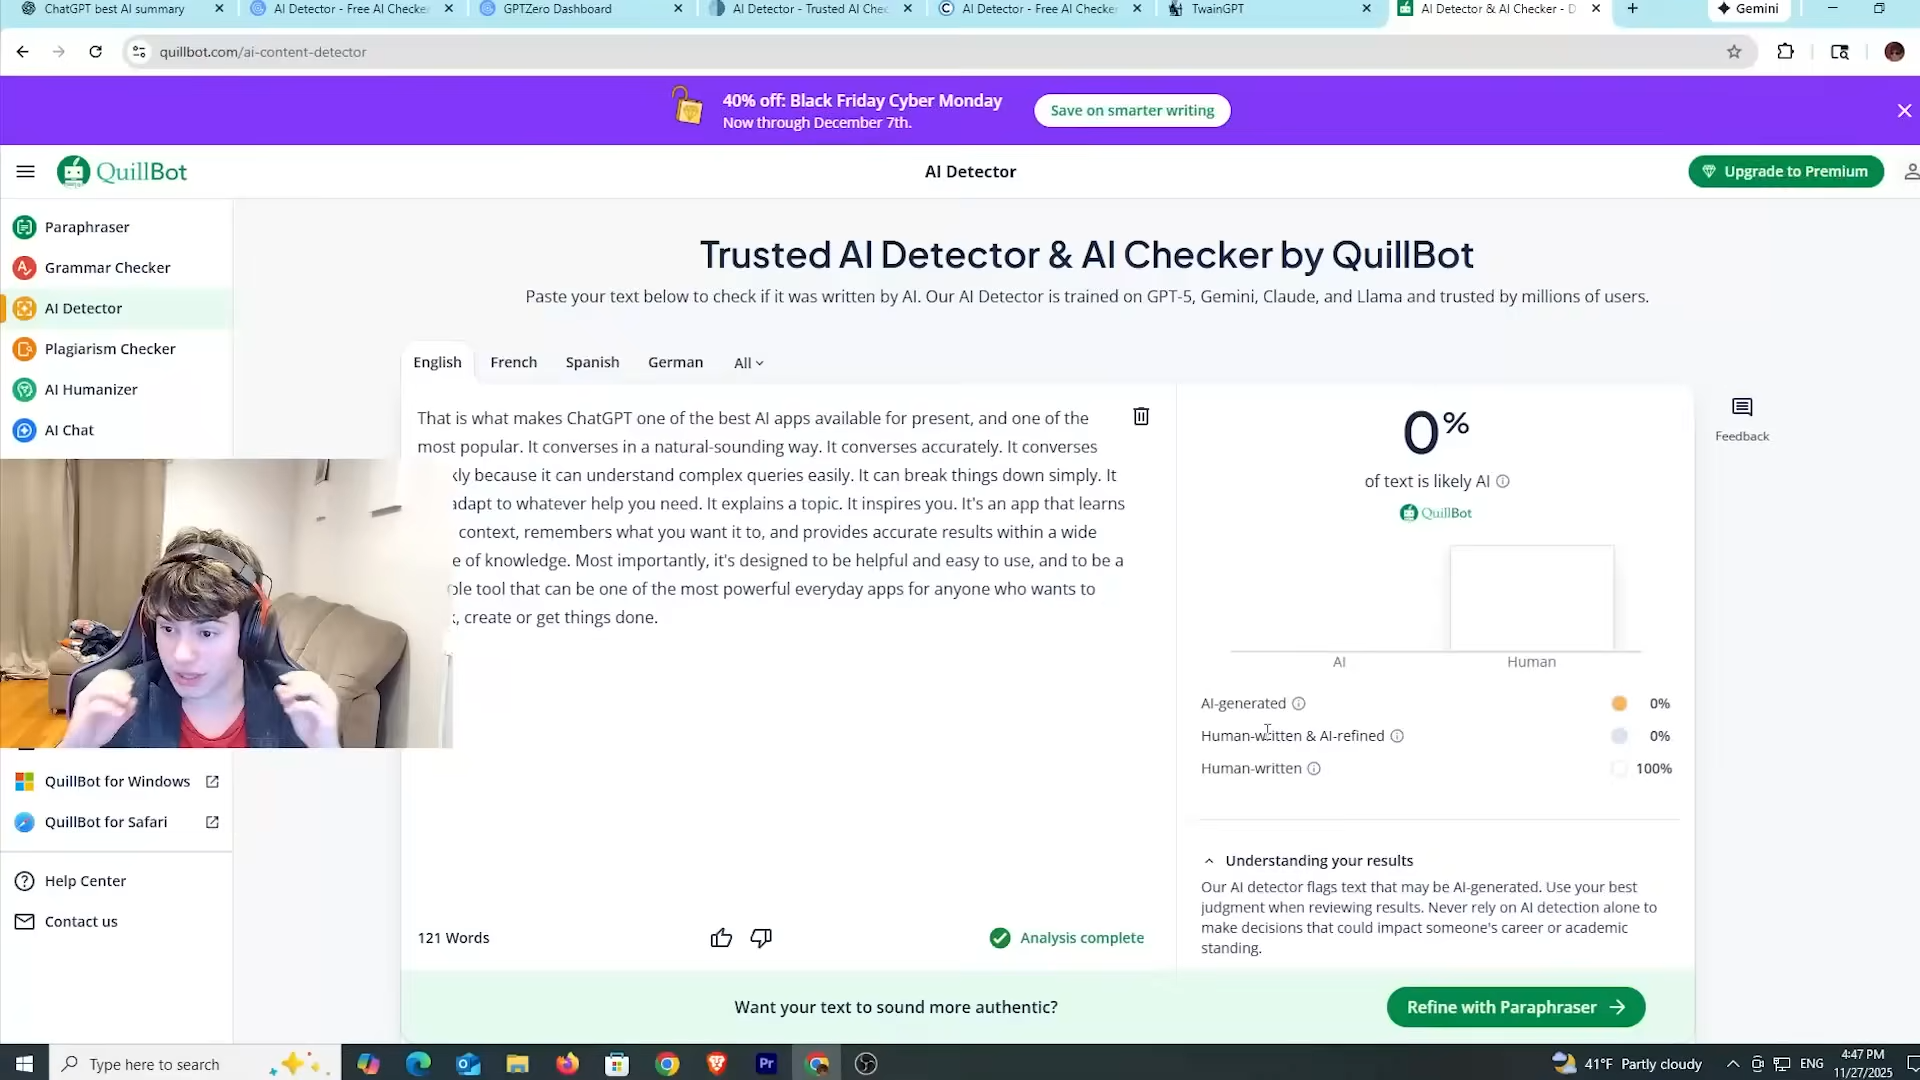 ChatGPT best AI summary
AI Detector - Free AI Checker
GPTZero Dashboard
AI Detector - Trusted AI Chec
AI Detector - Free AI Checker
TwainGPT
AI Detector & AI Checker - D
Gemini
quillbot.com/ai-content-detector
40% off: Black Friday Cyber Monday
Now through December 7th.
Save on smarter writing
QuillBot
AI Detector
Upgrade to Premium
Paraphraser
Grammar Checker
AI Detector
Plagiarism Checker
AI Humanizer
AI Chat
QuillBot for Windows
QuillBot for Safari
Help Center
Contact us
Trusted AI Detector & AI Checker by QuillBot
Paste your text below to check if it was written by AI. Our AI Detector is trained on GPT-5, Gemini, Claude, and Llama and trusted by millions of users.
English French Spanish German All
That is what makes ChatGPT one of the best AI apps available for present, and one of the
most popular. It converses in a natural-sounding way. It converses accurately. It converses
because it can understand complex queries easily. It can break things down simply. It
adapt to whatever help you need. It explains a topic. It inspires you. It's an app that learns
context, remembers what you want it to, and provides accurate results within a wide
of knowledge. Most importantly, it's designed to be helpful and easy to use, and to be a
tool that can be one of the most powerful everyday apps for anyone who wants to
, create or get things done.
121 Words
Analysis complete
0%
of text is likely AI
QuillBot
AI Human
AI-generated 0%
Human-written & AI-refined 0%
Human-written 100%
Understanding your results
Our AI detector flags text that may be AI-generated. Use your best
judgment when reviewing results. Never rely on AI detection alone to
make decisions that could impact someone's career or academic
standing.
Feedback
Want your text to sound more authentic?
Refine with Paraphraser
Type here to search
Pr
41°F Partly cloudy
ENG
4:47 PM
11/27/2025